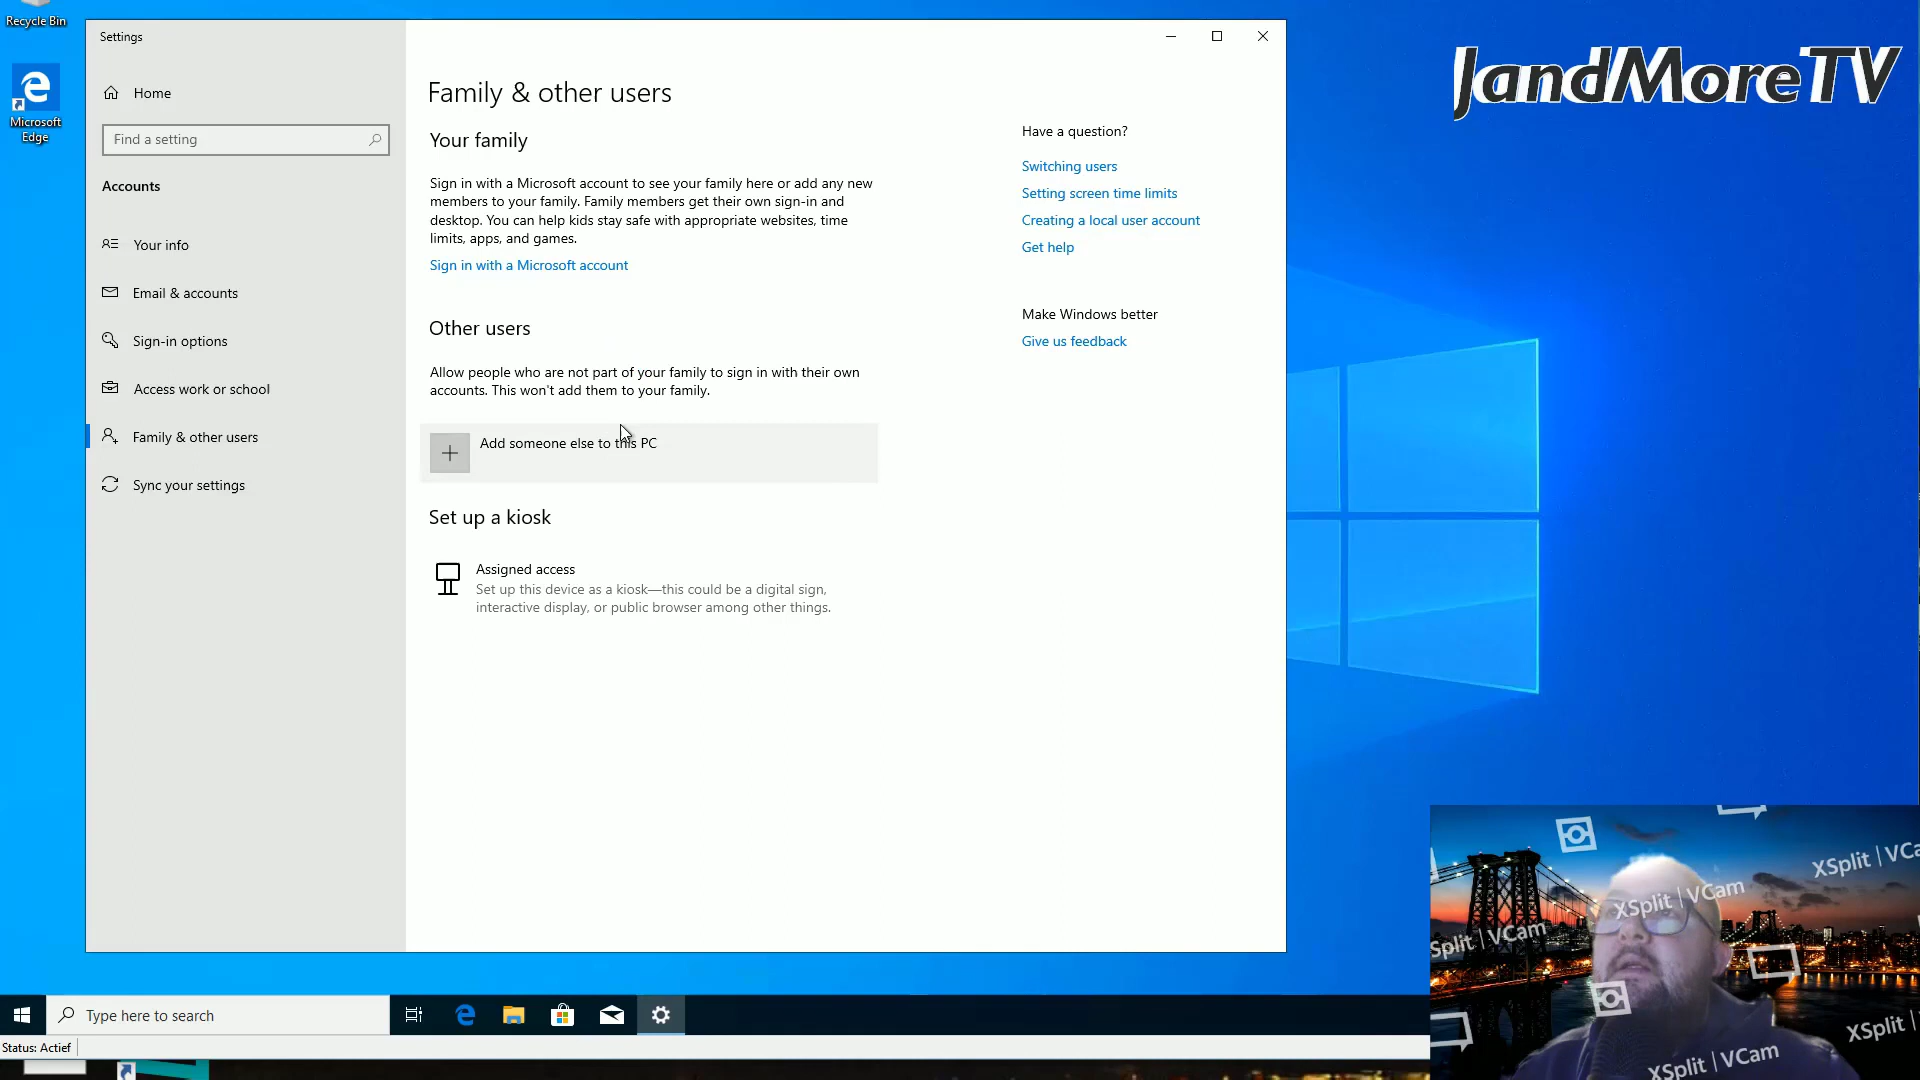 Recycle Bin
Microsoft
Edge
Settings
Home
Find a setting
Accounts
Your info
Email & accounts
Sign-in options
Access work or school
Family & other users
Sync your settings
Family & other users
Your family
Sign in with a Microsoft account to see your family here or add any new
members to your family. Family members get their own sign-in and
desktop. You can help kids stay safe with appropriate websites, time
limits, apps, and games.
Sign in with a Microsoft account
Other users
Allow people who are not part of your family to sign in with their own
accounts. This won't add them to your family.
Add someone else to this PC
Set up a kiosk
Assigned access
Set up this device as a kiosk—this could be a digital sign,
interactive display, or public browser among other things.
Have a question?
Switching users
Setting screen time limits
Creating a local user account
Get help
Make Windows better
Give us feedback
JandMoreTV
XSplit | VCa
XSplit | VCam
Split | VCam
XSplit |
XSplit | VCam
Type here to search
Status: Actief